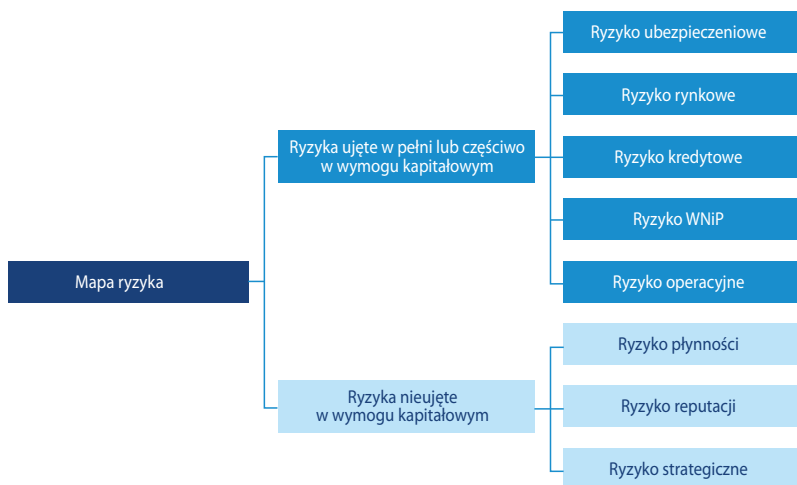 Mapa ryzyka
Ryzyka ujęte w pełni lub częściwo
w wymogu kapitałowym
Ryzyko ubezpieczeniowe
Ryzyko rynkowe
Ryzyko kredytowe
Ryzyko WNiP
Ryzyko operacyjne
Ryzyka nieujęte
w wymogu kapitałowym
Ryzyko płynności
Ryzyko reputacji
Ryzyko strategiczne